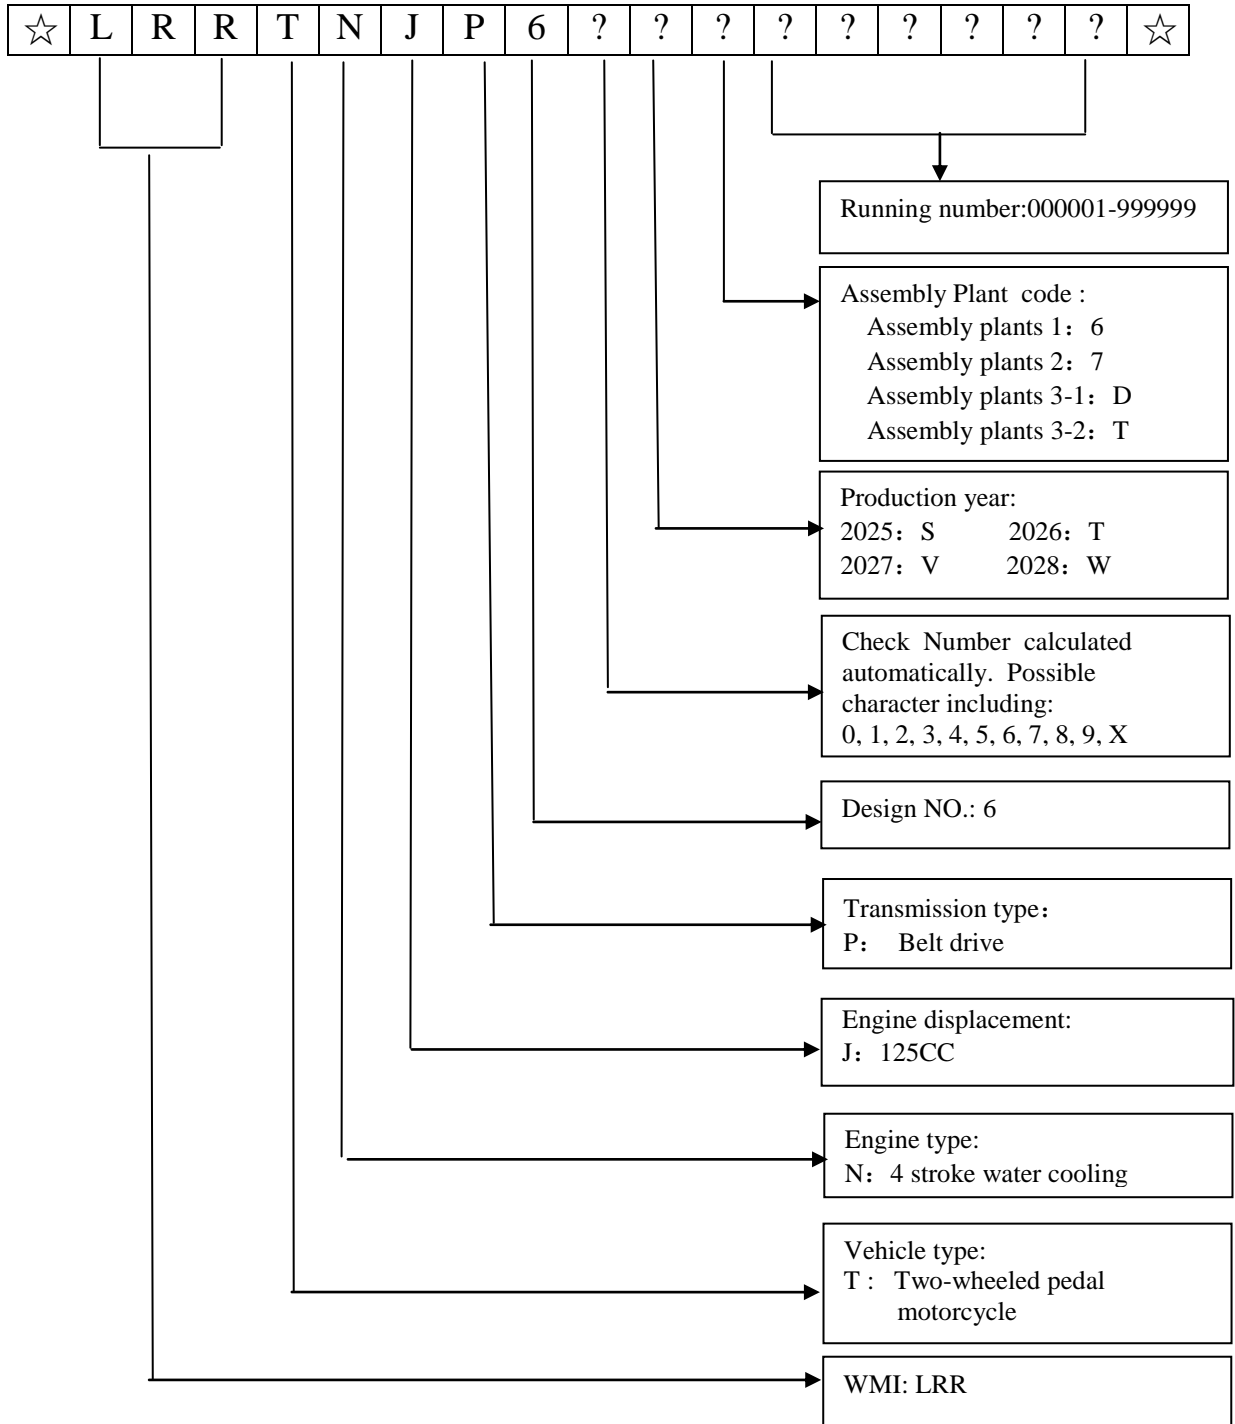 ☆ L R R T N J P 6 ? ? ? ? ? ? ? ? ? ☆
Running number:000001-999999
Assembly Plant code :
Assembly plants 1：6
Assembly plants 2：7
Assembly plants 3-1：D
Assembly plants 3-2：T
Production year:
2025：S 2026：T
2027：V 2028：W
Check Number calculated
automatically. Possible
character including:
0, 1, 2, 3, 4, 5, 6, 7, 8, 9, X
Design NO.: 6
Transmission type：
P： Belt drive
Engine displacement:
J：125CC
Engine type:
N：4 stroke water cooling
Vehicle type:
T : Two-wheeled pedal
motorcycle
WMI: LRR